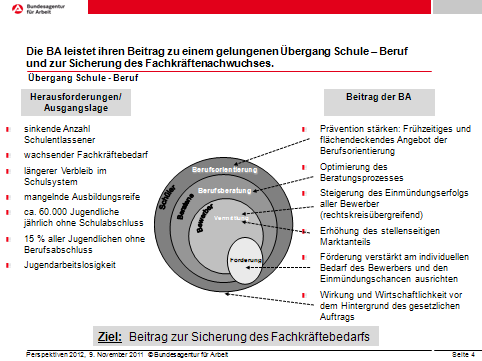 Bundesagentur
für Arbeit
Die BA leistet ihren Beitrag zu einem gelungenen Übergang Schule – Beruf
und zur Sicherung des Fachkräftenachwuchses.
Übergang Schule - Beruf
Herausforderungen/
Ausgangslage
sinkende Anzahl
Schulentlassener
wachsender Fachkräftebedarf
längerer Verbleib im
Schulsystem
mangelnde Ausbildungsreife
ca. 60.000 Jugendliche
jährlich ohne Schulabschluss
15 % aller Jugendlichen ohne
Berufsabschluss
Jugendarbeitslosigkeit
Berufsorientierung
Berufsberatung
Vermittlung
Förderung
Schüler
Beratene
Bewerber
Beitrag der BA
Prävention stärken: Frühzeitiges und
flächendeckendes Angebot der
Berufsorientierung
Optimierung des
Beratungsprozesses
Steigerung des Einmündungserfolgs
aller Bewerber
(rechtskreisübergreifend)
Erhöhung des stellenseitigen
Marktanteils
Förderung verstärkt am individuellen
Bedarf des Bewerbers und den
Einmündungschancen ausrichten
Wirkung und Wirtschaftlichkeit vor
dem Hintergrund des gesetzlichen
Auftrags
Ziel: Beitrag zur Sicherung des Fachkräftebedarfs
Perspektiven 2012, 9. November 2011 © Bundesagentur für Arbeit
Seite 4